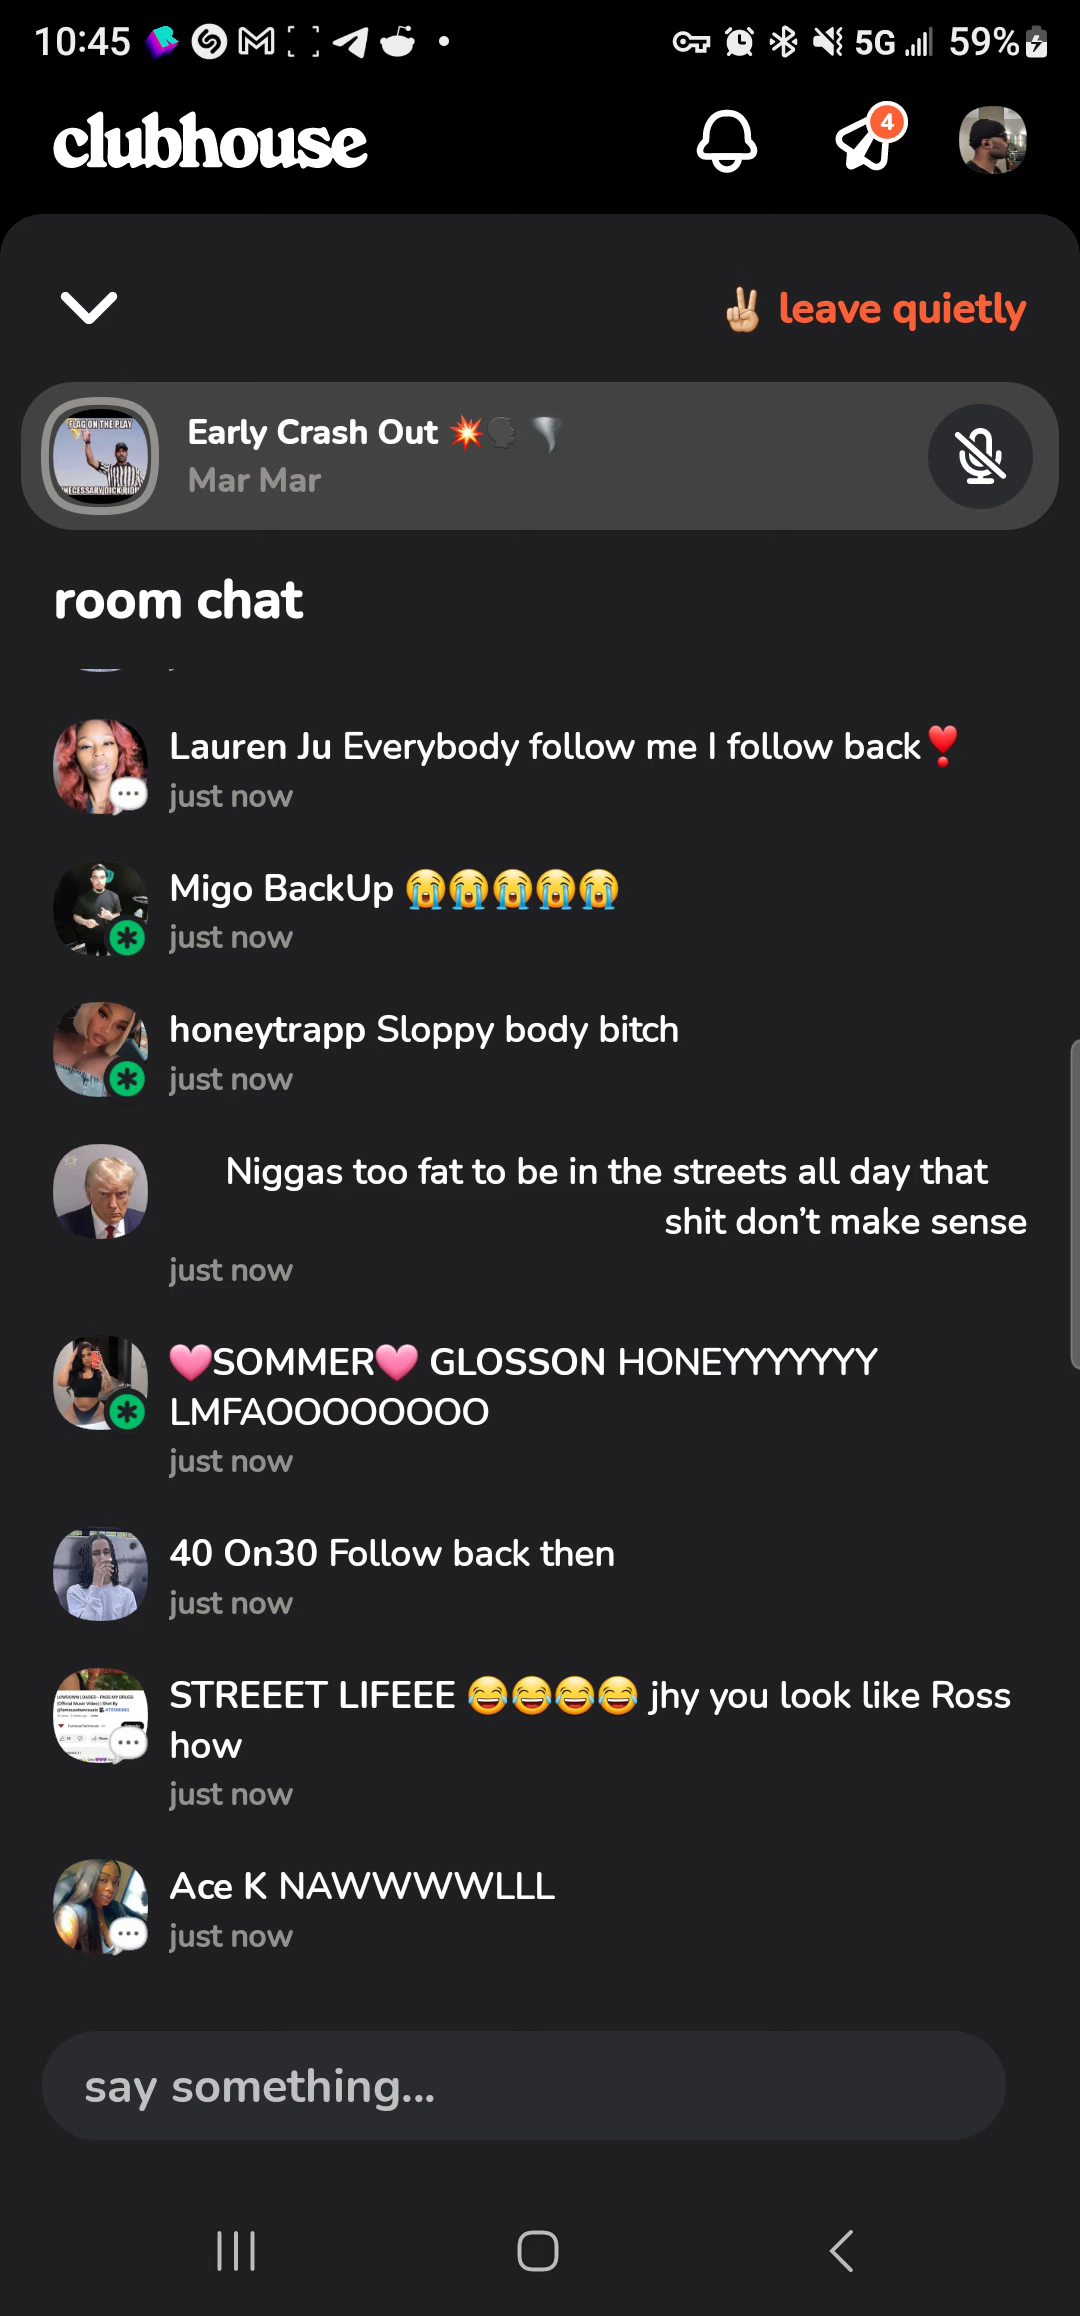 10:45 5G 59%
clubhouse 4
✌🏼 leave quietly
FLAG ON THE PLAY
Early Crash Out 💥🗣🌪
Mar Mar
room chat
Lauren Ju Everybody follow me I follow back❣️
just now
Migo BackUp 😭😭😭😭😭
just now
honeytrapp Sloppy body bitch
just now
Niggas too fat to be in the streets all day that
shit don’t make sense
just now
🩷SOMMER🩷 GLOSSON HONEYYYYYYY
LMFAOOOOOOOO
just now
40 On30 Follow back then
just now
STREEET LIFEEE 😂😂😂😂 jhy you look like Ross
how
just now
Ace K NAWWWWLLL
just now
say something...